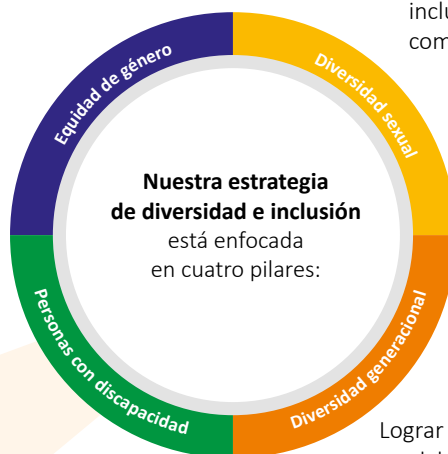 Equidad de género
Diversidad sexual
Nuestra estrategia
de diversidad e inclusión
está enfocada
en cuatro pilares:
Personas con discapacidad
Diversidad generacional
Lograr